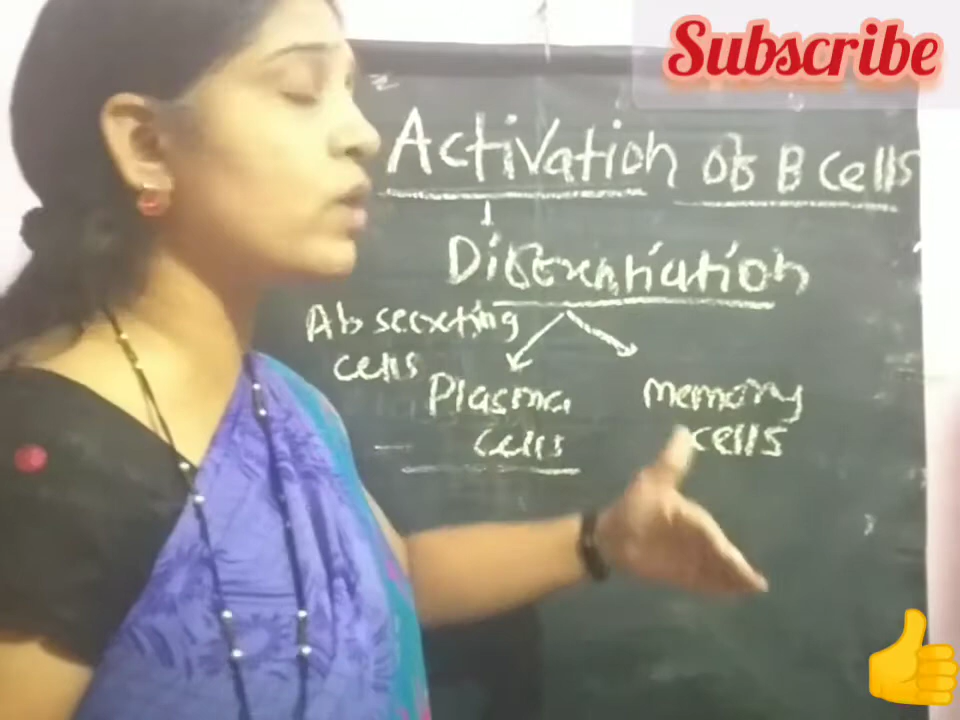 Subscribe
Activation of B cells
Differentiation
Ab secreting
cells
Plasma
cells
memory
cells